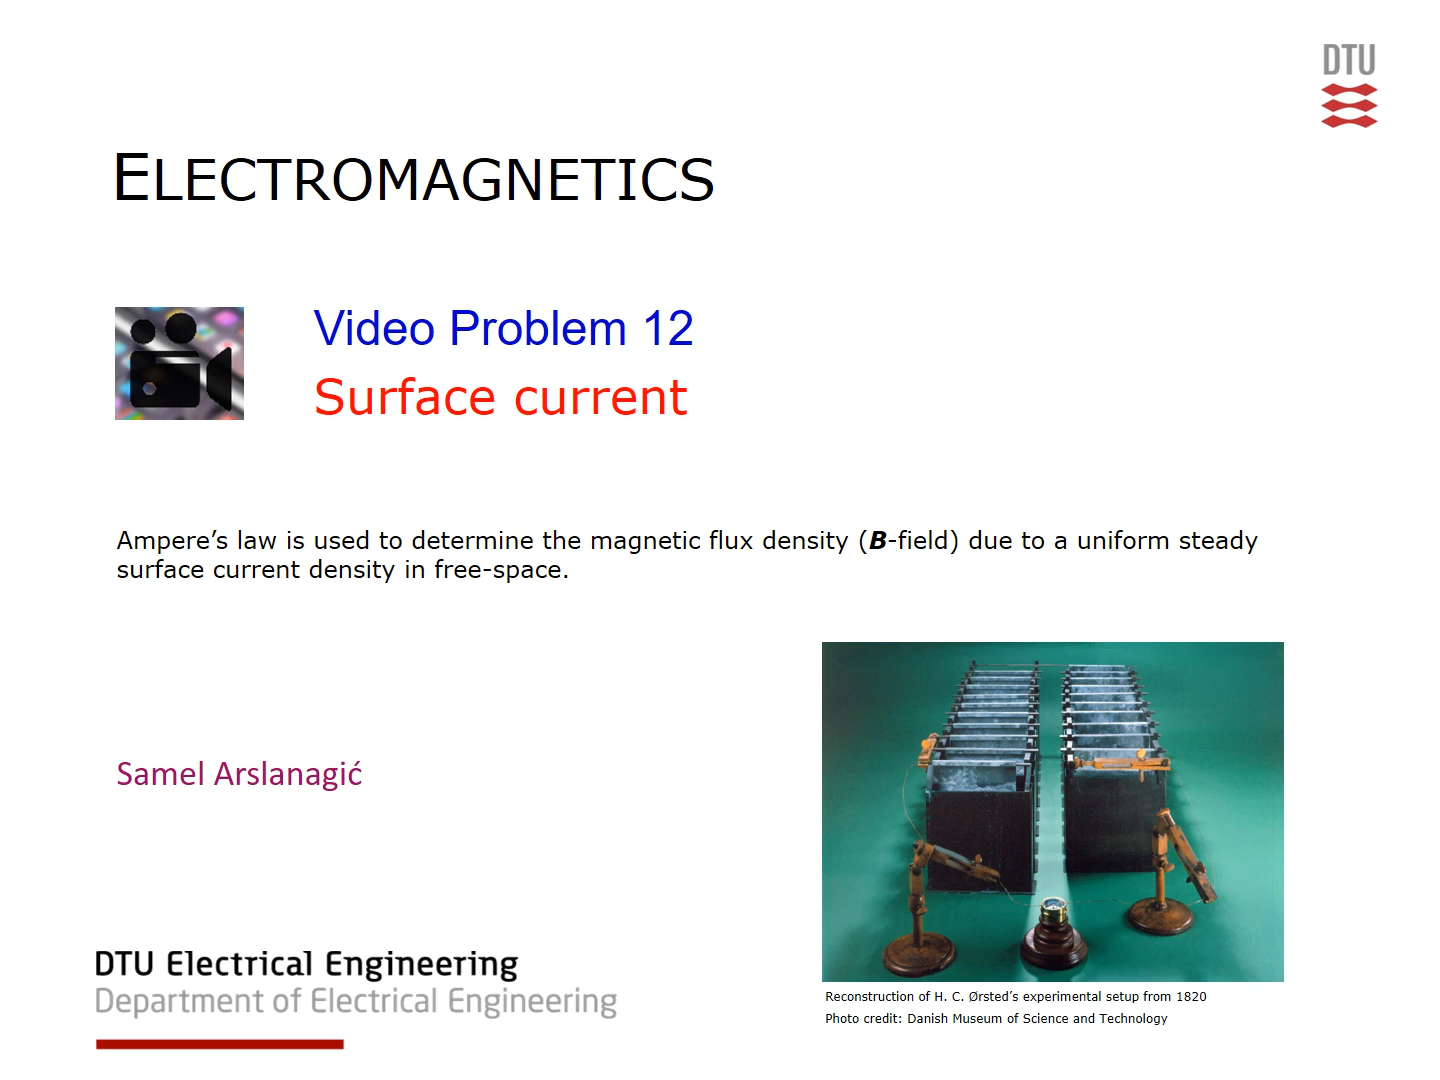 DTU
ELECTROMAGNETICS
Video Problem 12
Surface current
Ampere’s law is used to determine the magnetic flux density (B-field) due to a uniform steady
surface current density in free-space.
Samel Arslanagić
DTU Electrical Engineering
Department of Electrical Engineering
Reconstruction of H. C. Ørsted’s experimental setup from 1820
Photo credit: Danish Museum of Science and Technology